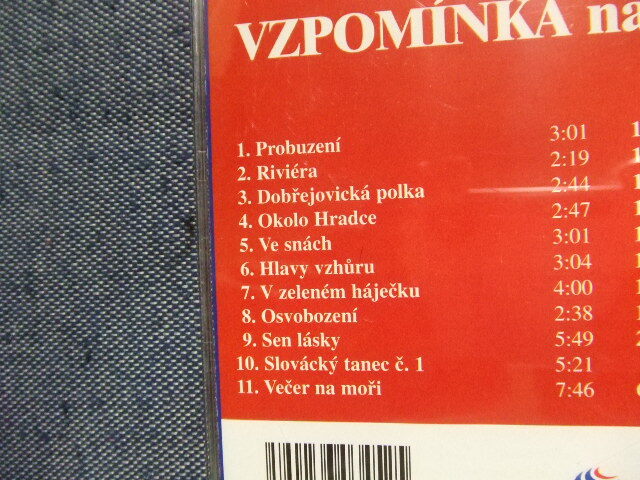 VZPOMÍNKA na
1. Probuzení 3:01
2. Riviéra 2:19
3. Dobřejovická polka 2:44
4. Okolo Hradce 2:47
5. Ve snách 3:01
6. Hlavy vzhůru 3:04
7. V zeleném háječku 4:00
8. Osvobození 2:38
9. Sen lásky 5:49
10. Slovácký tanec č. 1 5:21
11. Večer na moři 7:46